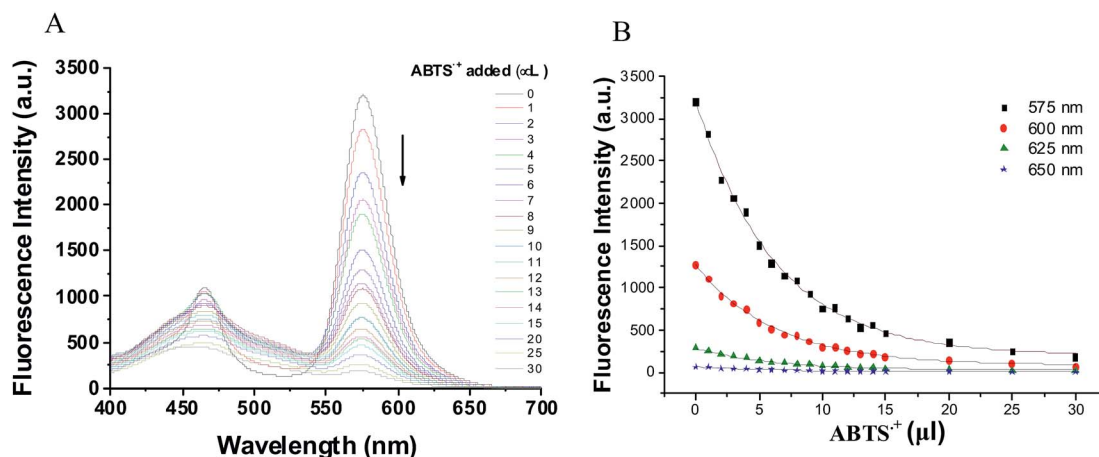 A
Fluorescence Intensity (a.u.)
3500
3000
2500
2000
1500
1000
500
0
400 450 500 550 600 650 700
Wavelength (nm)
ABTS·+ added (∝L )
0
1
2
3
4
5
6
7
8
9
10
11
12
13
14
15
20
25
30
B
Fluorescence Intensity (a.u.)
3500
3000
2500
2000
1500
1000
500
0
0 5 10 15 20 25 30
ABTS·+ (µl)
575 nm
600 nm
625 nm
650 nm